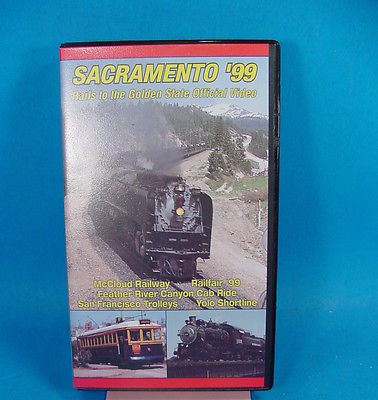 SACRAMENTO '99
Rails to the Golden State Official Video
McCloud Railway Railfair '99
Feather River Canyon Cab Ride
San Francisco Trolleys Yolo Shortline